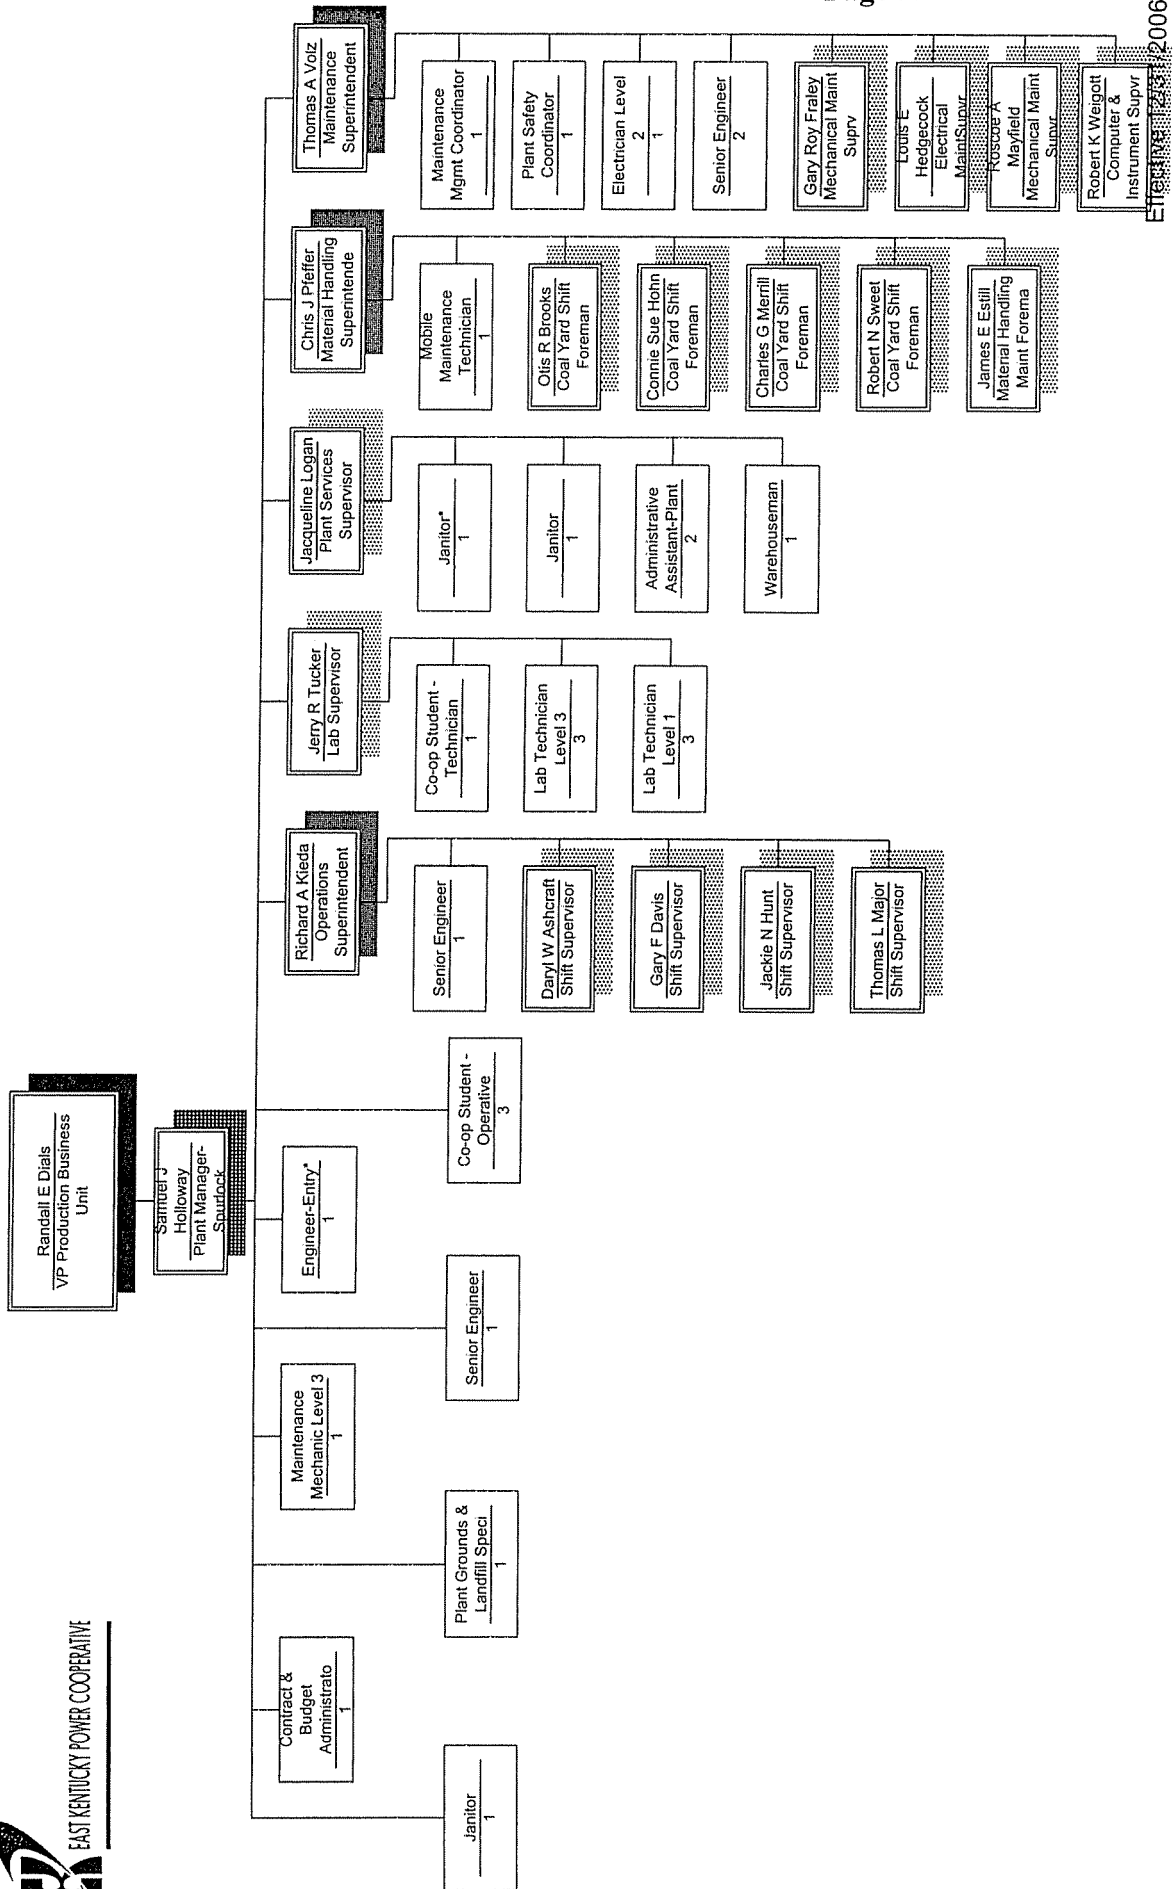 EAST KENTUCKY POWER COOPERATIVE
Randall E Dials
VP Production Business
Unit
Samuel J
Holloway
Plant Manager-
Spurlock
Janitor
1
Contract &
Budget
Administrato
1
Plant Grounds &
Landfill Speci
1
Maintenance
Mechanic Level 3
1
Senior Engineer
1
Engineer-Entry*
1
Co-op Student -
Operative
3
Richard A Kieda
Operations
Superintendent
Senior Engineer
1
Daryl W Ashcraft
Shift Supervisor
Gary F Davis
Shift Supervisor
Jackie N Hunt
Shift Supervisor
Thomas L Major
Shift Supervisor
Jerry R Tucker
Lab Supervisor
Co-op Student -
Technician
1
Lab Technician
Level 3
3
Lab Technician
Level 1
3
Jacqueline Logan
Plant Services
Supervisor
Janitor*
1
Janitor
1
Administrative
Assistant-Plant
2
Warehouseman
1
Chris J Pfeffer
Material Handling
Superintende
Mobile
Maintenance
Technician
1
Otis R Brooks
Coal Yard Shift
Foreman
Connie Sue Hohn
Coal Yard Shift
Foreman
Charles G Merrill
Coal Yard Shift
Foreman
Robert N Sweet
Coal Yard Shift
Foreman
James E Estill
Material Handling
Maint Forema
Thomas A Volz
Maintenance
Superintendent
Maintenance
Mgmt Coordinator
1
Plant Safety
Coordinator
1
Electrician Level
2
1
Senior Engineer
2
Gary Roy Fraley
Mechanical Maint
Suprv
Louis E
Hedgecock
Electrical
MaintSupvr
Roscoe A
Mayfield
Mechanical Maint
Supvr
Robert K Weigott
Computer &
Instrument Supvr
Effective 12/31/2006